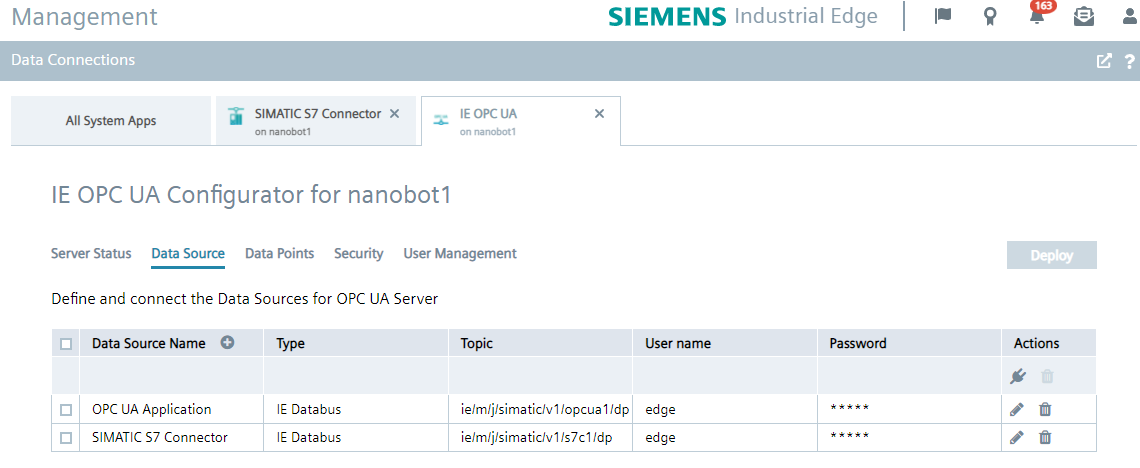 Management
SIEMENS Industrial Edge
163
Data Connections
?
All System Apps
SIMATIC S7 Connector
on nanobot1
IE OPC UA
on nanobot1
IE OPC UA Configurator for nanobot1
Server Status Data Source Data Points Security User Management
Deploy
Define and connect the Data Sources for OPC UA Server
Data Source Name Type Topic User name Password Actions
OPC UA Application IE Databus ie/m/j/simatic/v1/opcua1/dp edge *****
SIMATIC S7 Connector IE Databus ie/m/j/simatic/v1/s7c1/dp edge *****